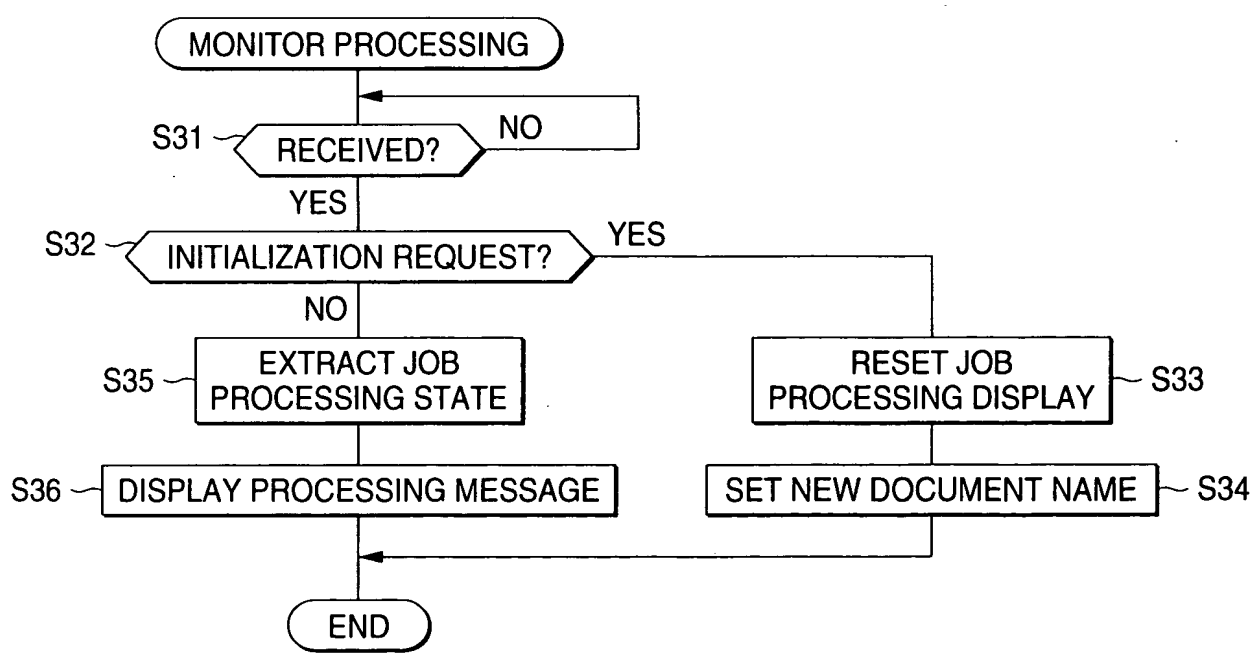 MONITOR PROCESSING
S31
RECEIVED?
NO
YES
S32
INITIALIZATION REQUEST?
YES
NO
S35
EXTRACT JOB
PROCESSING STATE
RESET JOB
PROCESSING DISPLAY
S33
S36
DISPLAY PROCESSING MESSAGE
SET NEW DOCUMENT NAME
S34
END